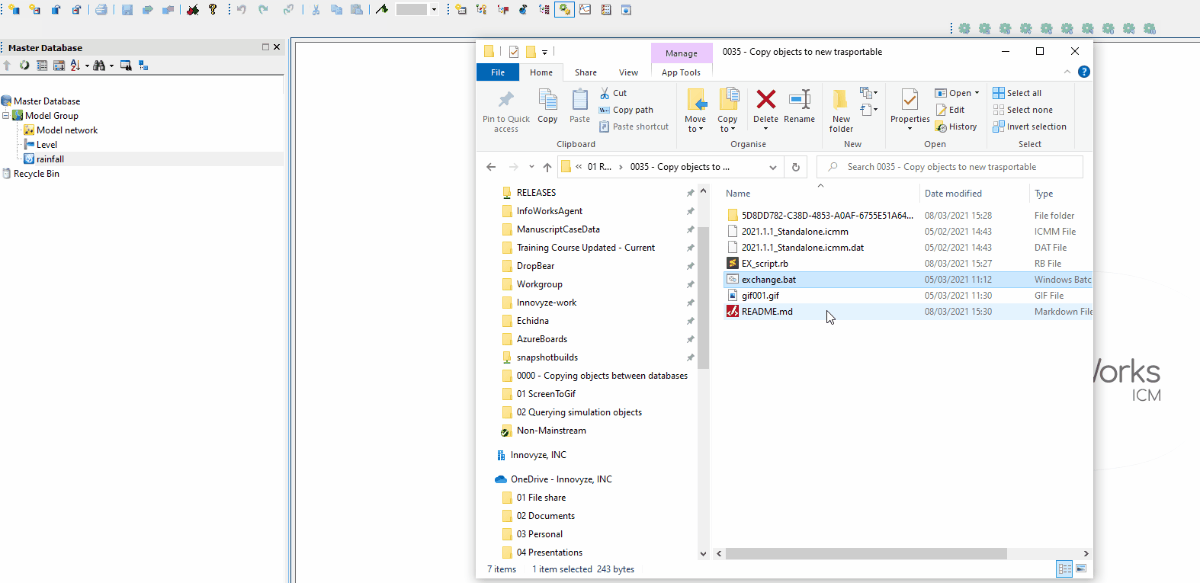 Master Database
Master Database
Model Group
Model network
Level
rainfall
Recycle Bin
Manage
0035 - Copy objects to new trasportable
File
Home
Share
View
App Tools
Pin to Quick access
Copy
Paste
Cut
Copy path
Paste shortcut
Clipboard
Move to
Copy to
Delete
Rename
Organise
New folder
New
Properties
Open
Edit
History
Open
Select all
Select none
Invert selection
Select
« 01 R... › 0035 - Copy objects to ...
Search 0035 - Copy objects to new trasportable
RELEASES
InfoWorksAgent
ManuscriptCaseData
Training Course Updated - Current
DropBear
Workgroup
Innovyze-work
Echidna
AzureBoards
snapshotbuilds
0000 - Copying objects between databases
01 ScreenToGif
02 Querying simulation objects
Non-Mainstream
Innovyze, INC
OneDrive - Innovyze, INC
01 File share
02 Documents
03 Personal
04 Presentations
Name Date modified Type
5D8DD782-C38D-4853-A0AF-6755E51A64... 08/03/2021 15:28 File folder
2021.1.1_Standalone.icmm 05/02/2021 14:43 ICMM File
2021.1.1_Standalone.icmm.dat 05/02/2021 14:43 DAT File
EX_script.rb 08/03/2021 15:27 RB File
exchange.bat 05/03/2021 11:12 Windows Batc
gif001.gif 05/03/2021 11:30 GIF File
README.md 08/03/2021 15:30 Markdown File
7 items 1 item selected 243 bytes
Works
ICM